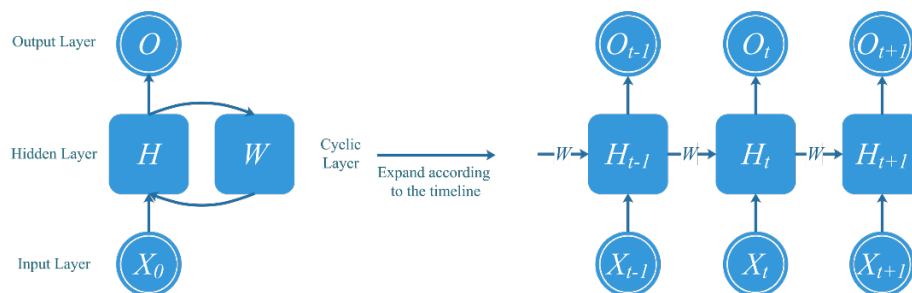 Output Layer
O
O_{t-1}
O_t
O_{t+1}
Hidden Layer
H
W
Cyclic
Layer
Expand according
to the timeline
W
H_{t-1}
W
H_t
W
H_{t+1}
Input Layer
X_0
X_{t-1}
X_t
X_{t+1}